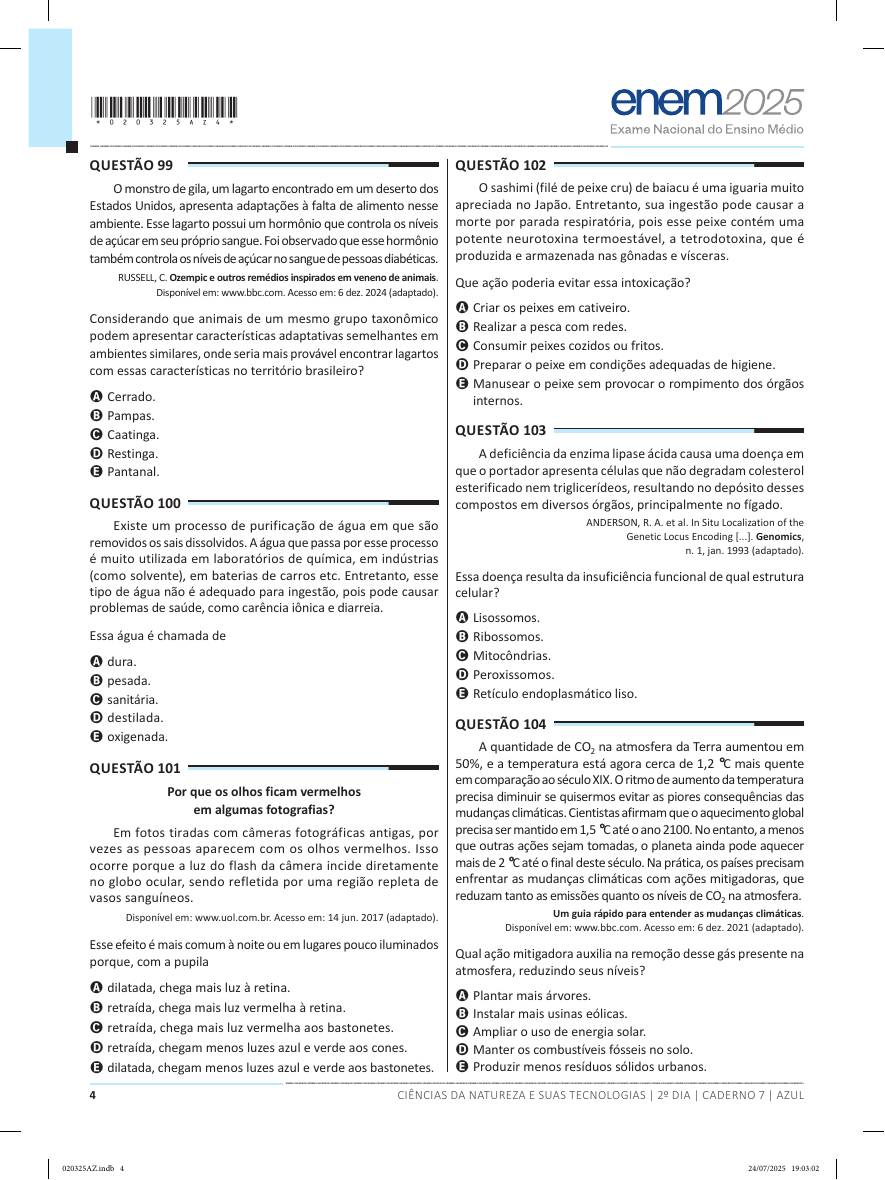 *020325AZ4*
enem2025
Exame Nacional do Ensino Médio
QUESTÃO 99
O monstro de gila, um lagarto encontrado em um deserto dos
Estados Unidos, apresenta adaptações à falta de alimento nesse
ambiente. Esse lagarto possui um hormônio que controla os níveis
de açúcar em seu próprio sangue. Foi observado que esse hormônio
também controla os níveis de açúcar no sangue de pessoas diabéticas.
RUSSELL, C. Ozempic e outros remédios inspirados em veneno de animais.
Disponível em: www.bbc.com. Acesso em: 6 dez. 2024 (adaptado).
Considerando que animais de um mesmo grupo taxonômico
podem apresentar características adaptativas semelhantes em
ambientes similares, onde seria mais provável encontrar lagartos
com essas características no território brasileiro?
A Cerrado.
B Pampas.
C Caatinga.
D Restinga.
E Pantanal.
QUESTÃO 100
Existe um processo de purificação de água em que são
removidos os sais dissolvidos. A água que passa por esse processo
é muito utilizada em laboratórios de química, em indústrias
(como solvente), em baterias de carros etc. Entretanto, esse
tipo de água não é adequado para ingestão, pois pode causar
problemas de saúde, como carência iônica e diarreia.
Essa água é chamada de
A dura.
B pesada.
C sanitária.
D destilada.
E oxigenada.
QUESTÃO 101
Por que os olhos ficam vermelhos
em algumas fotografias?
Em fotos tiradas com câmeras fotográficas antigas, por
vezes as pessoas aparecem com os olhos vermelhos. Isso
ocorre porque a luz do flash da câmera incide diretamente
no globo ocular, sendo refletida por uma região repleta de
vasos sanguíneos.
Disponível em: www.uol.com.br. Acesso em: 14 jun. 2017 (adaptado).
Esse efeito é mais comum à noite ou em lugares pouco iluminados
porque, com a pupila
A dilatada, chega mais luz à retina.
B retraída, chega mais luz vermelha à retina.
C retraída, chega mais luz vermelha aos bastonetes.
D retraída, chegam menos luzes azul e verde aos cones.
E dilatada, chegam menos luzes azul e verde aos bastonetes.
QUESTÃO 102
O sashimi (filé de peixe cru) de baiacu é uma iguaria muito
apreciada no Japão. Entretanto, sua ingestão pode causar a
morte por parada respiratória, pois esse peixe contém uma
potente neurotoxina termoestável, a tetrodotoxina, que é
produzida e armazenada nas gônadas e vísceras.
Que ação poderia evitar essa intoxicação?
A Criar os peixes em cativeiro.
B Realizar a pesca com redes.
C Consumir peixes cozidos ou fritos.
D Preparar o peixe em condições adequadas de higiene.
E Manusear o peixe sem provocar o rompimento dos órgãos
internos.
QUESTÃO 103
A deficiência da enzima lipase ácida causa uma doença em
que o portador apresenta células que não degradam colesterol
esterificado nem triglicerídeos, resultando no depósito desses
compostos em diversos órgãos, principalmente no fígado.
ANDERSON, R. A. et al. In Situ Localization of the
Genetic Locus Encoding [...]. Genomics,
n. 1, jan. 1993 (adaptado).
Essa doença resulta da insuficiência funcional de qual estrutura
celular?
A Lisossomos.
B Ribossomos.
C Mitocôndrias.
D Peroxissomos.
E Retículo endoplasmático liso.
QUESTÃO 104
A quantidade de CO₂ na atmosfera da Terra aumentou em
50%, e a temperatura está agora cerca de 1,2 ºC mais quente
em comparação ao século XIX. O ritmo de aumento da temperatura
precisa diminuir se quisermos evitar as piores consequências das
mudanças climáticas. Cientistas afirmam que o aquecimento global
precisa ser mantido em 1,5 ºC até o ano 2100. No entanto, a menos
que outras ações sejam tomadas, o planeta ainda pode aquecer
mais de 2 ºC até o final deste século. Na prática, os países precisam
enfrentar as mudanças climáticas com ações mitigadoras, que
reduzam tanto as emissões quanto os níveis de CO₂ na atmosfera.
Um guia rápido para entender as mudanças climáticas.
Disponível em: www.bbc.com. Acesso em: 6 dez. 2021 (adaptado).
Qual ação mitigadora auxilia na remoção desse gás presente na
atmosfera, reduzindo seus níveis?
A Plantar mais árvores.
B Instalar mais usinas eólicas.
C Ampliar o uso de energia solar.
D Manter os combustíveis fósseis no solo.
E Produzir menos resíduos sólidos urbanos.
4
CIÊNCIAS DA NATUREZA E SUAS TECNOLOGIAS | 2º DIA | CADERNO 7 | AZUL
020325AZ.indb 4
24/07/2025 19:03:02